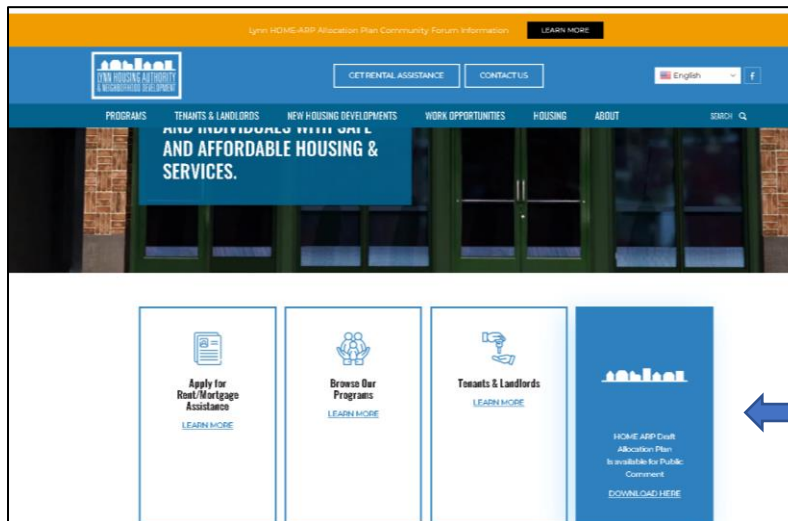 Lynn HOME-ARP Allocation Plan Community Forum Information LEARN MORE
LYNN HOUSING AUTHORITY
& NEIGHBORHOOD DEVELOPMENT
GET RENTAL ASSISTANCE CONTACT US English f
PROGRAMS TENANTS & LANDLORDS NEW HOUSING DEVELOPMENTS WORK OPPORTUNITIES HOUSING ABOUT SEARCH
AND INDIVIDUALS WITH SAFE
AND AFFORDABLE HOUSING &
SERVICES.
Apply for
Rent/Mortgage
Assistance
LEARN MORE
Browse Our
Programs
LEARN MORE
Tenants & Landlords
LEARN MORE
HOME ARP Draft
Allocation Plan
Is available for Public
Comment
DOWNLOAD HERE